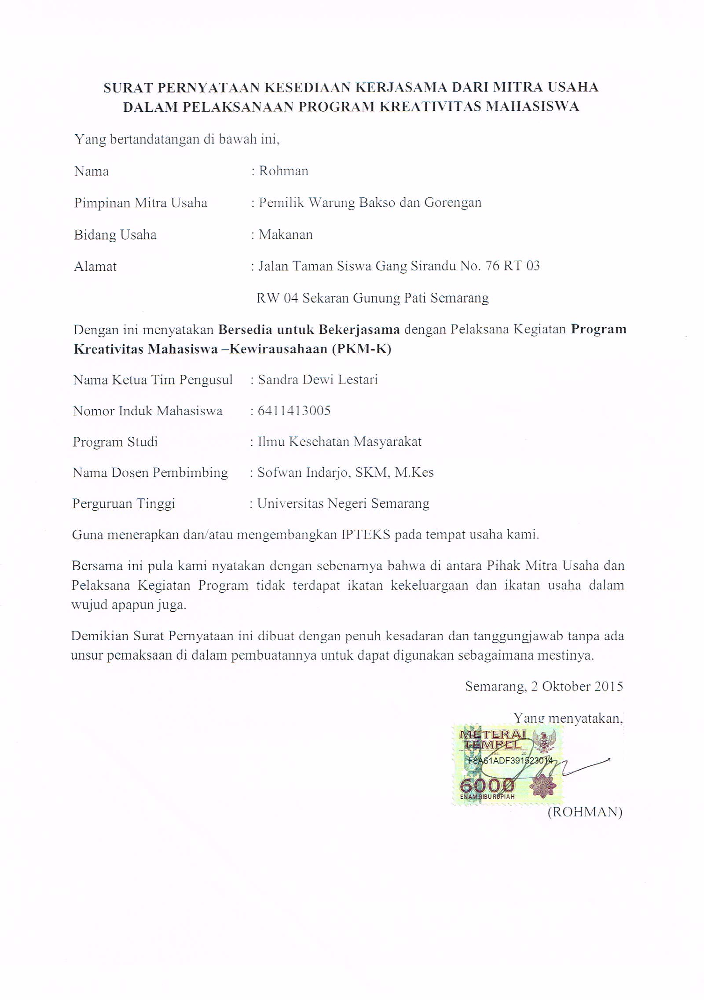 SURAT PERNYATAAN KESEDIAAN KERJASAMA DARI MITRA USAHA
DALAM PELAKSANAAN PROGRAM KREATIVITAS MAHASISWA
Yang bertandatangan di bawah ini,
Nama : Rohman
Pimpinan Mitra Usaha : Pemilik Warung Bakso dan Gorengan
Bidang Usaha : Makanan
Alamat : Jalan Taman Siswa Gang Sirandu No. 76 RT 03
RW 04 Sekaran Gunung Pati Semarang
Dengan ini menyatakan Bersedia untuk Bekerjasama dengan Pelaksana Kegiatan Program
Kreativitas Mahasiswa –Kewirausahaan (PKM-K)
Nama Ketua Tim Pengusul : Sandra Dewi Lestari
Nomor Induk Mahasiswa : 6411413005
Program Studi : Ilmu Kesehatan Masyarakat
Nama Dosen Pembimbing : Sofwan Indarjo, SKM, M.Kes
Perguruan Tinggi : Universitas Negeri Semarang
Guna menerapkan dan/atau mengembangkan IPTEKS pada tempat usaha kami.
Bersama ini pula kami nyatakan dengan sebenarnya bahwa di antara Pihak Mitra Usaha dan
Pelaksana Kegiatan Program tidak terdapat ikatan kekeluargaan dan ikatan usaha dalam
wujud apapun juga.
Demikian Surat Pernyataan ini dibuat dengan penuh kesadaran dan tanggungjawab tanpa ada
unsur pemaksaan di dalam pembuatannya untuk dapat digunakan sebagaimana mestinya.
Semarang, 2 Oktober 2015
Yang menyatakan,
METERAI
TEMPEL
TGL. 20
F8A61ADF391523014
6000
ENAM RIBU RUPIAH
(ROHMAN)